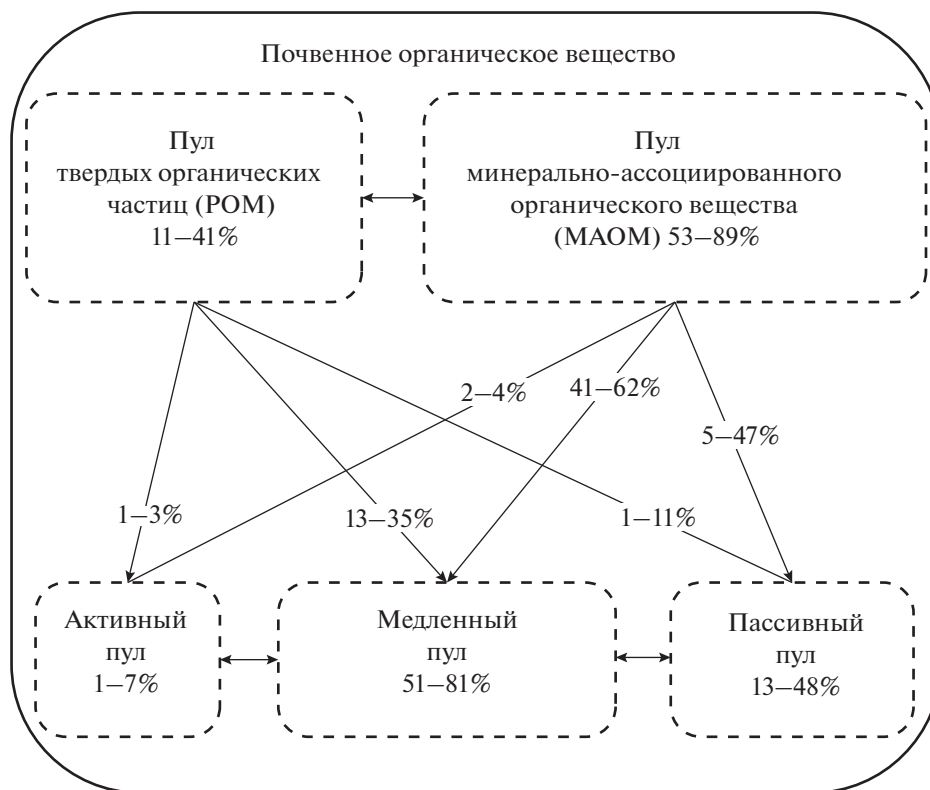 Почвенное органическое вещество
Пул
твердых органических
частиц (POM)
11–41%
Пул
минерально-ассоциированного
органического вещества
(MAOM) 53–89%
2–4%
41–62%
5–47%
1–3%
13–35%
1–11%
Активный
пул
1–7%
Медленный
пул
51–81%
Пассивный
пул
13–48%